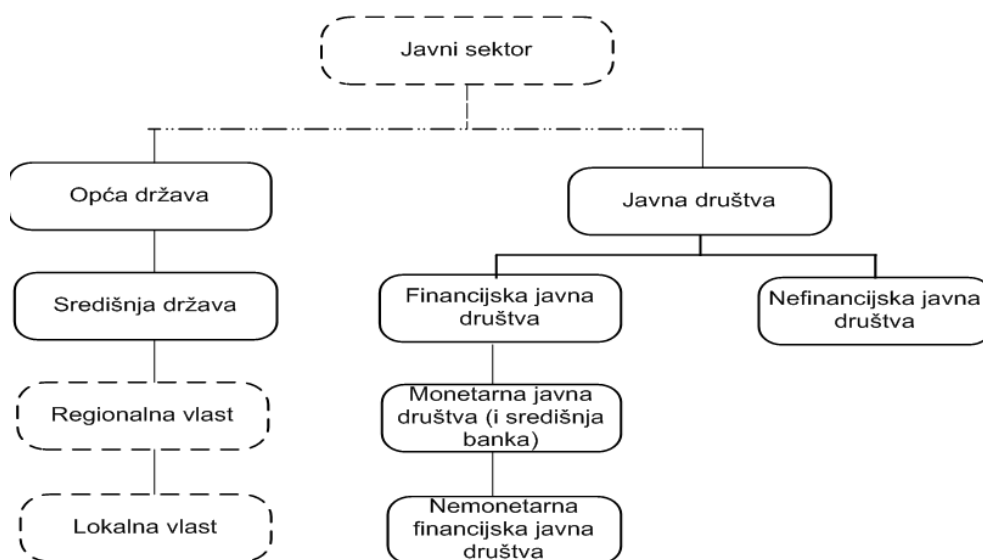 Javni sektor
Opća država
Javna društva
Središnja država
Financijska javna
društva
Nefinancijska javna
društva
Regionalna vlast
Monetarna javna
društva (i središnja
banka)
Lokalna vlast
Nemonetarna
financijska javna
društva